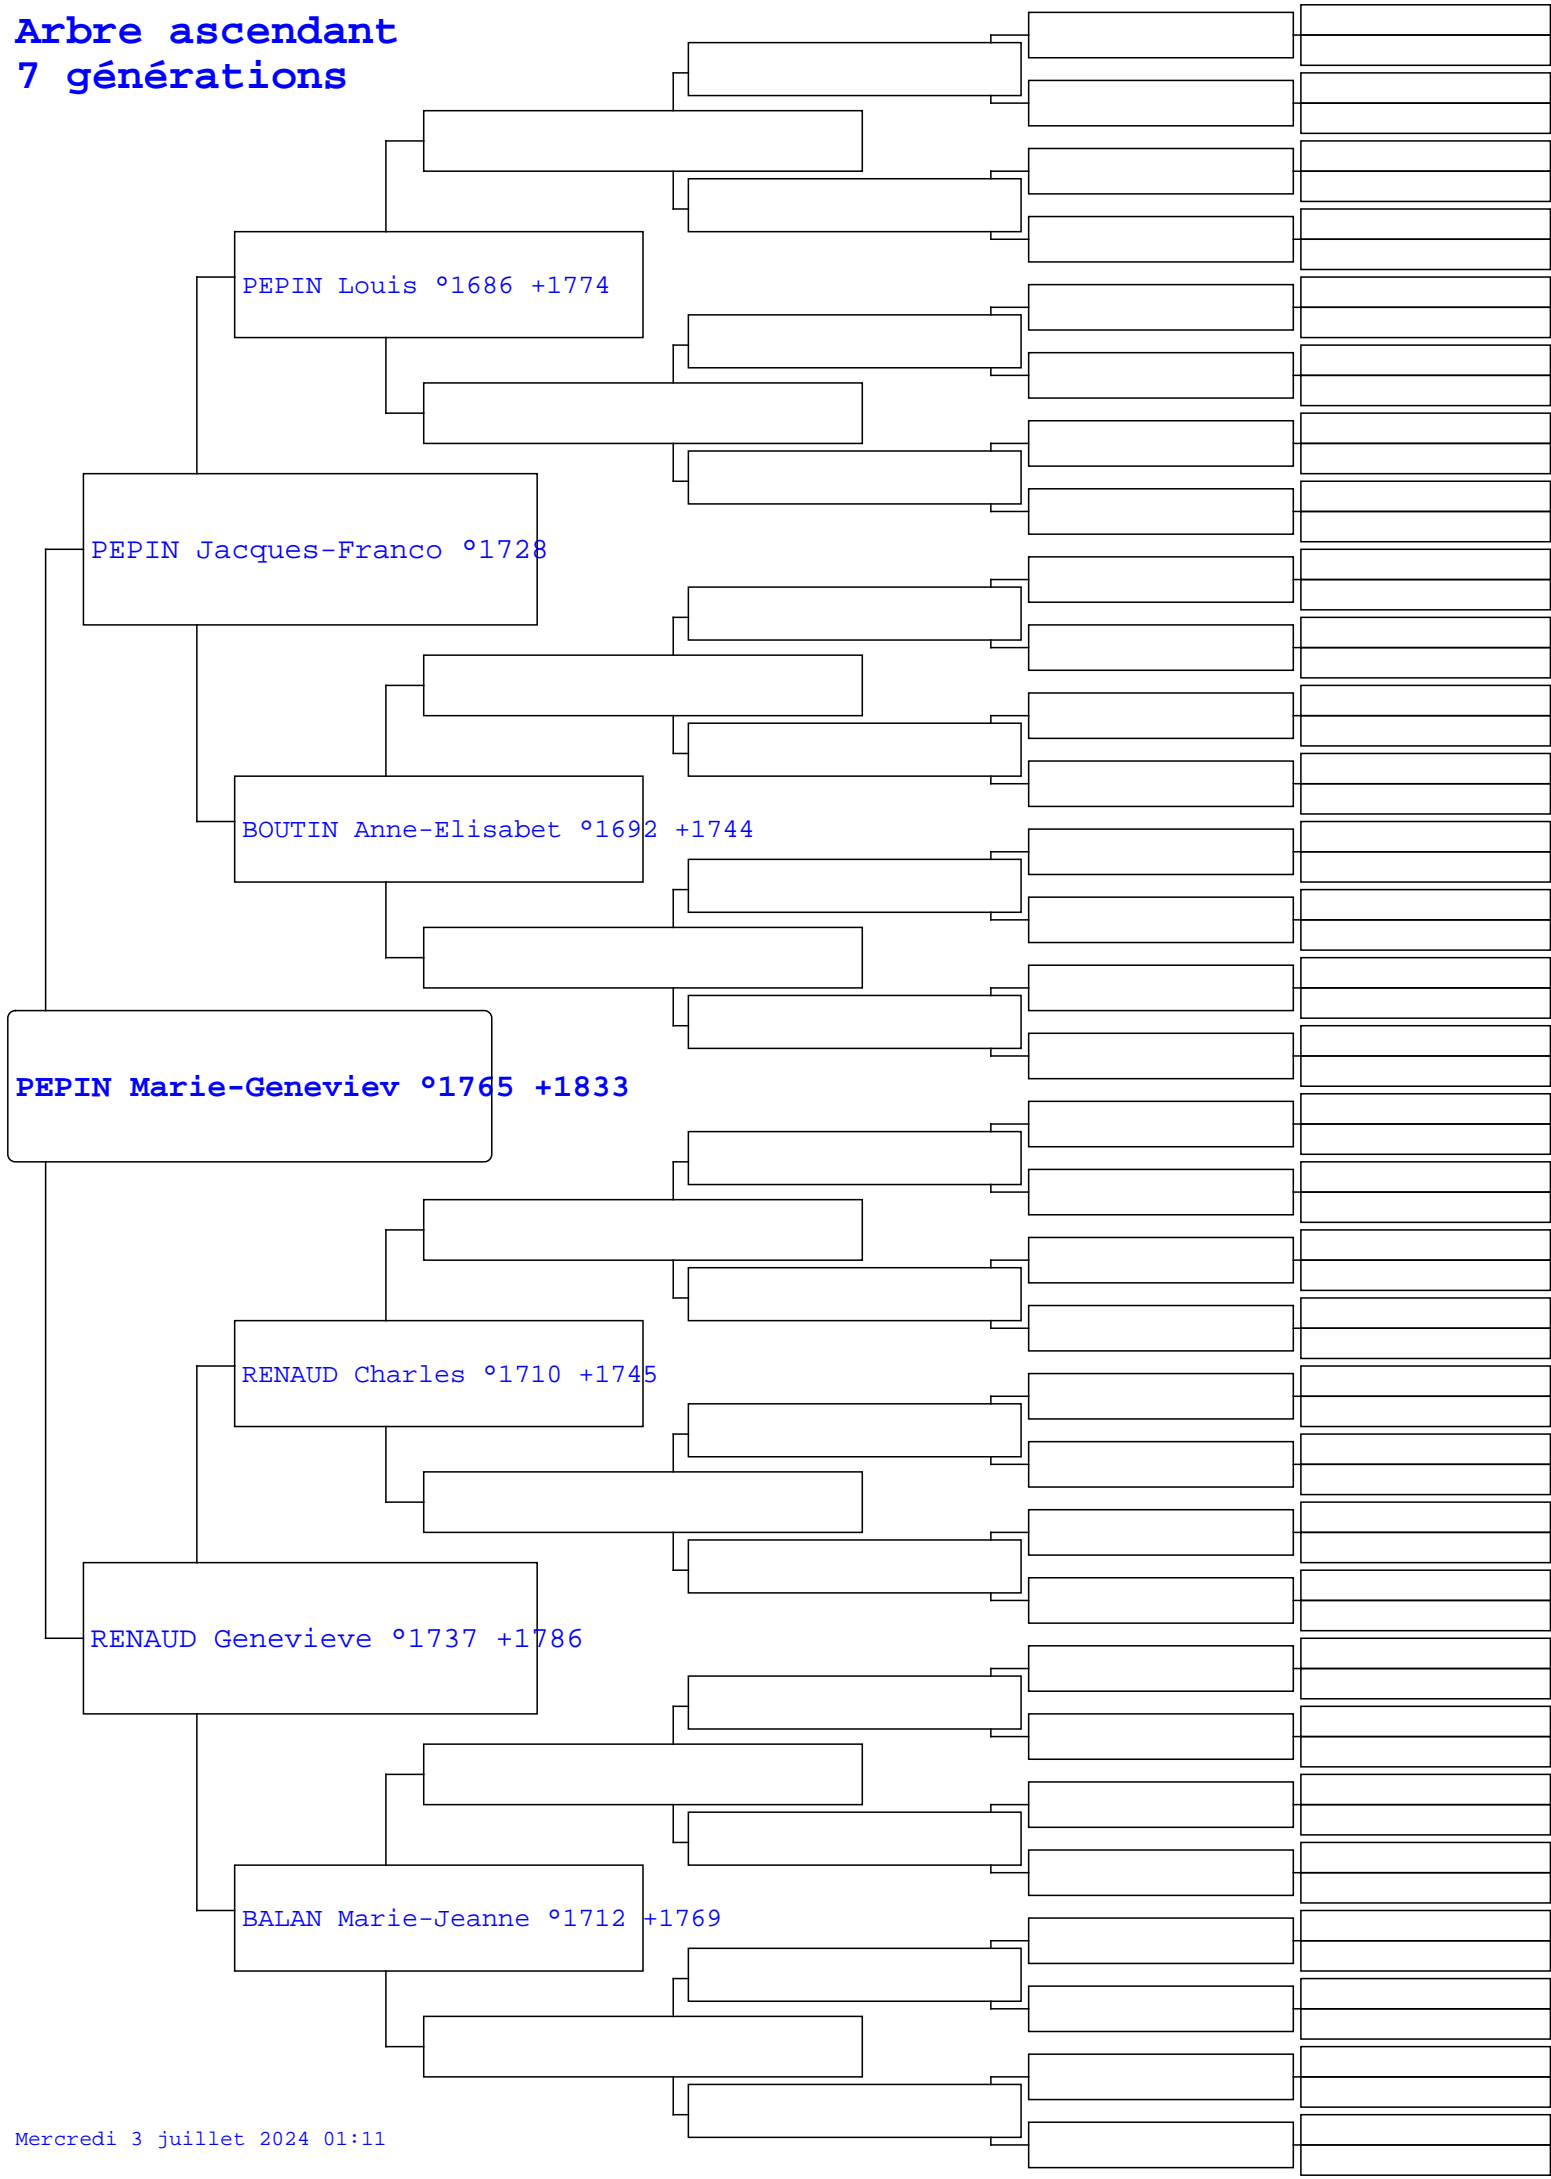 Arbre ascendant
7 générations
PEPIN Louis °1686 +1774
PEPIN Jacques-Franco °1728
BOUTIN Anne-Elisabet °1692 +1744
PEPIN Marie-Geneviev °1765 +1833
RENAUD Charles °1710 +1745
RENAUD Genevieve °1737 +1786
BALAN Marie-Jeanne °1712 +1769
Mercredi 3 juillet 2024 01:11